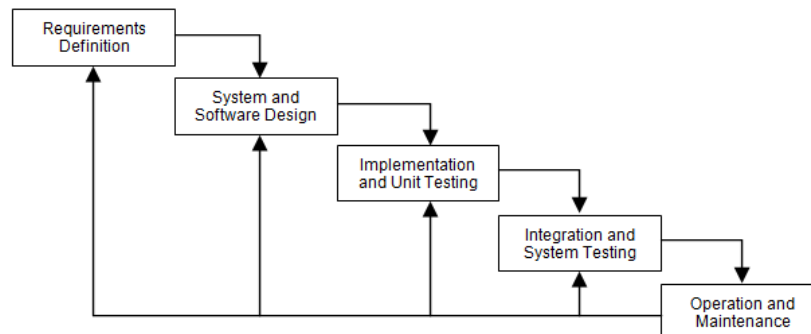 Requirements
Definition
System and
Software Design
Implementation
and Unit Testing
Integration and
System Testing
Operation and
Maintenance